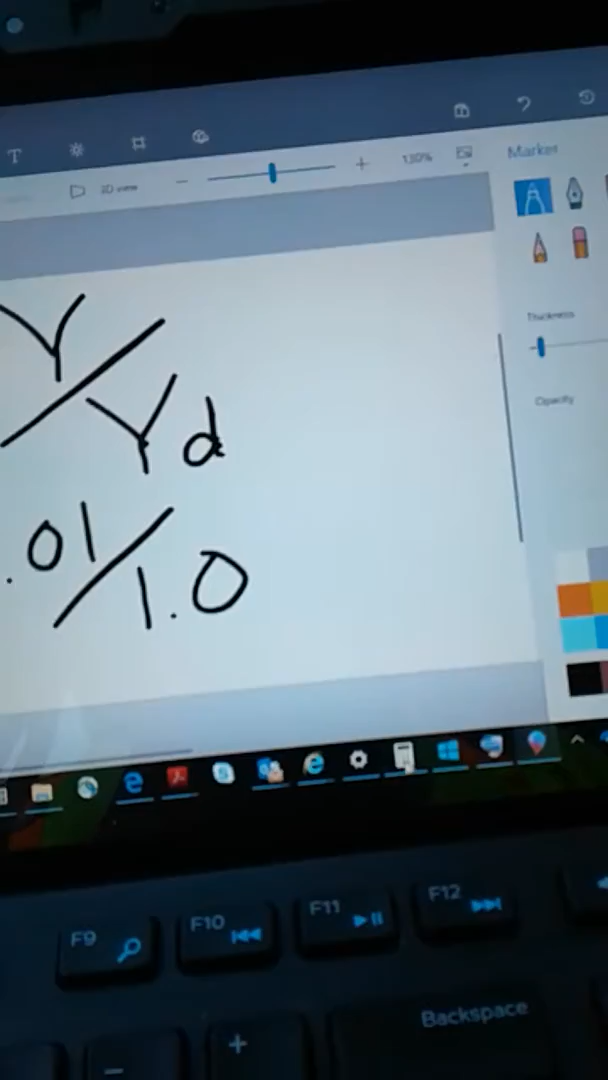 T
3D view
130%
Marker
Thickness
Opacity
Y/Yd
.01/1.0
F9
F10
F11
F12
Backspace